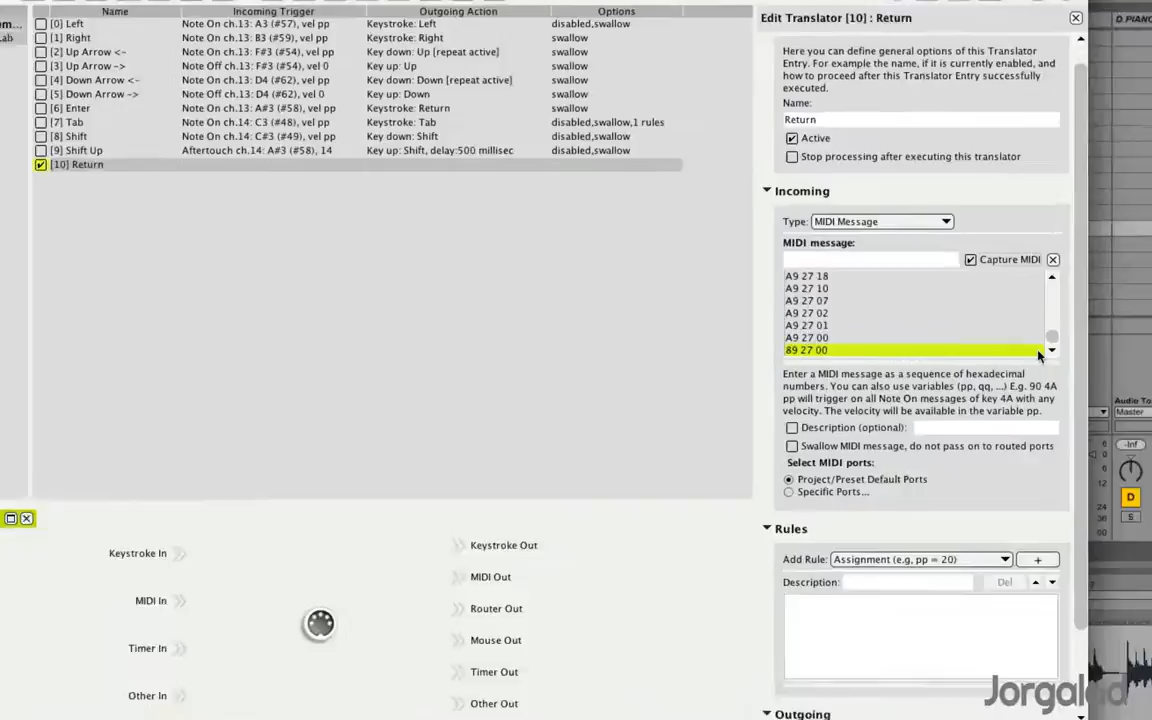 Name Incoming Trigger Outgoing Action Options
[0] Left Note On ch.13: A3 (#57), vel pp Keystroke: Left disabled,swallow
[1] Right Note On ch.13: B3 (#59), vel pp Keystroke: Right swallow
[2] Up Arrow <- Note On ch.13: F#3 (#54), vel pp Key down: Up [repeat active] swallow
[3] Up Arrow -> Note Off ch.13: F#3 (#54), vel 0 Key up: Up swallow
[4] Down Arrow <- Note On ch.13: D4 (#62), vel pp Key down: Down [repeat active] swallow
[5] Down Arrow -> Note Off ch.13: D4 (#62), vel 0 Key up: Down swallow
[6] Enter Note On ch.13: A#3 (#58), vel pp Keystroke: Return swallow
[7] Tab Note On ch.14: C3 (#48), vel pp Keystroke: Tab disabled,swallow,1 rules
[8] Shift Note On ch.14: C#3 (#49), vel pp Key down: Shift disabled,swallow
[9] Shift Up Aftertouch ch.14: A#3 (#58), 14 Key up: Shift, delay:500 millisec disabled,swallow
[10] Return
Keystroke In
MIDI In
Timer In
Other In
Keystroke Out
MIDI Out
Router Out
Mouse Out
Timer Out
Other Out
Edit Translator [10] : Return
Here you can define general options of this Translator
Entry. For example the name, if it is currently enabled, and
how to proceed after this Translator Entry successfully
executed.
Name:
Return
Active
Stop processing after executing this translator
Incoming
Type: MIDI Message
MIDI message:
Capture MIDI
A9 27 18
A9 27 10
A9 27 07
A9 27 02
A9 27 01
A9 27 00
89 27 00
Enter a MIDI message as a sequence of hexadecimal
numbers. You can also use variables (pp, qq, ...) E.g. 90 4A
pp will trigger on all Note On messages of key 4A with any
velocity. The velocity will be available in the variable pp.
Description (optional):
Swallow MIDI message, do not pass on to routed ports
Select MIDI ports:
Project/Preset Default Ports
Specific Ports...
Rules
Add Rule: Assignment (e.g, pp = 20) +
Description: Del
Outgoing
D PIANO
Audio To
Master
-Inf
6
0
6
12
24
36
60
D
S
Jorgalad